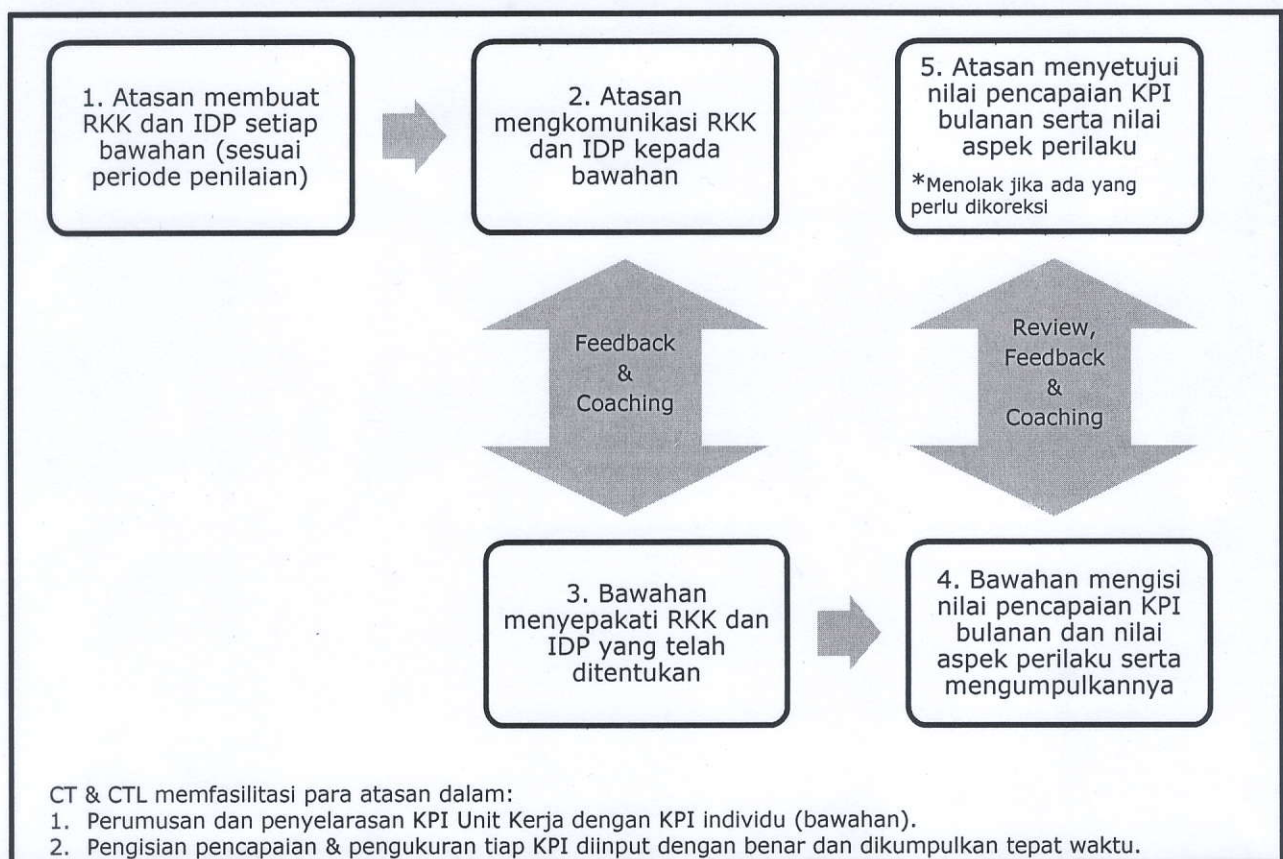 1. Atasan membuat
RKK dan IDP setiap
bawahan (sesuai
periode penilaian)
2. Atasan
mengkomunikasi RKK
dan IDP kepada
bawahan
Feedback
&
Coaching
3. Bawahan
menyepakati RKK dan
IDP yang telah
ditentukan
4. Bawahan mengisi
nilai pencapaian KPI
bulanan dan nilai
aspek perilaku serta
mengumpulkannya
Review,
Feedback
&
Coaching
5. Atasan menyetujui
nilai pencapaian KPI
bulanan serta nilai
aspek perilaku
*Menolak jika ada yang
perlu dikoreksi
CT & CTL memfasilitasi para atasan dalam:
1. Perumusan dan penyelarasan KPI Unit Kerja dengan KPI individu (bawahan).
2. Pengisian pencapaian & pengukuran tiap KPI diinput dengan benar dan dikumpulkan tepat waktu.